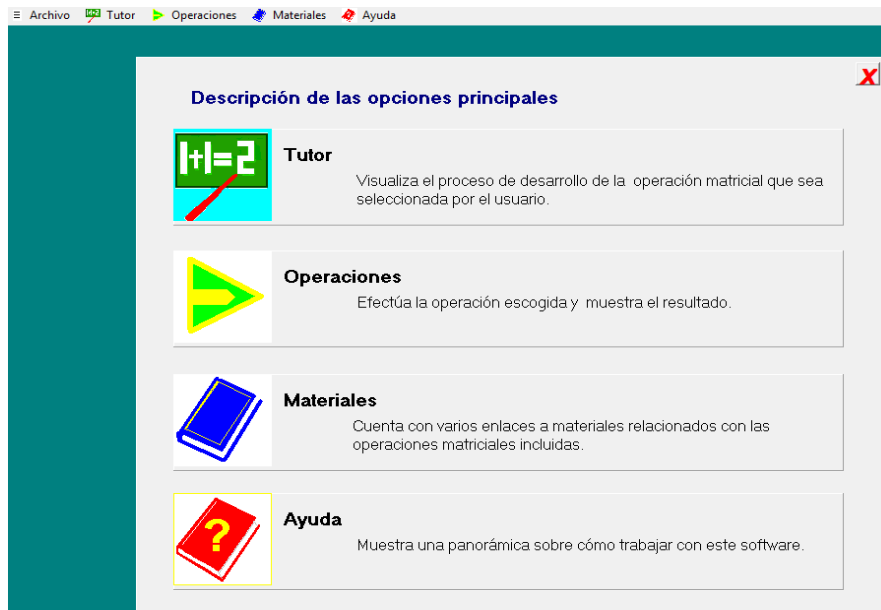 Archivo Tutor Operaciones Materiales Ayuda
X
Descripción de las opciones principales
1+1=2
Tutor
Visualiza el proceso de desarrollo de la operación matricial que sea
seleccionada por el usuario.
Operaciones
Efectúa la operación escogida y muestra el resultado.
Materiales
Cuenta con varios enlaces a materiales relacionados con las
operaciones matriciales incluidas.
?
Ayuda
Muestra una panorámica sobre cómo trabajar con este software.